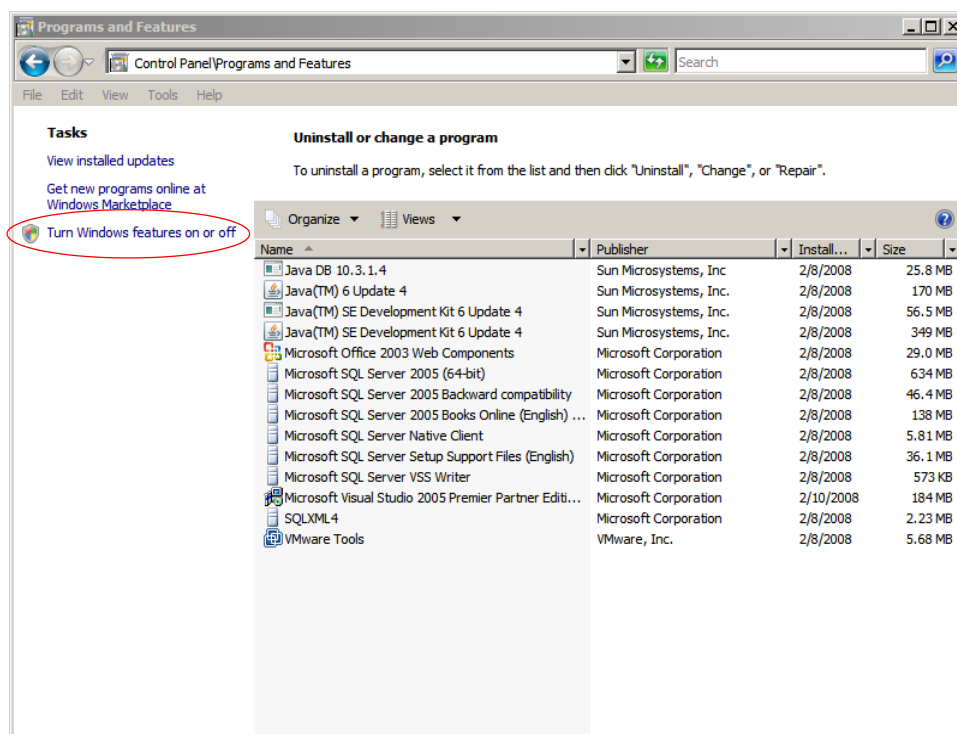 Programs and Features
Control Panel\Programs and Features
Search
File Edit View Tools Help
Tasks
View installed updates
Get new programs online at
Windows Marketplace
Turn Windows features on or off
Uninstall or change a program
To uninstall a program, select it from the list and then click "Uninstall", "Change", or "Repair".
Organize Views
Name Publisher Install... Size
Java DB 10.3.1.4 Sun Microsystems, Inc 2/8/2008 25.8 MB
Java(TM) 6 Update 4 Sun Microsystems, Inc. 2/8/2008 170 MB
Java(TM) SE Development Kit 6 Update 4 Sun Microsystems, Inc. 2/8/2008 56.5 MB
Java(TM) SE Development Kit 6 Update 4 Sun Microsystems, Inc. 2/8/2008 349 MB
Microsoft Office 2003 Web Components Microsoft Corporation 2/8/2008 29.0 MB
Microsoft SQL Server 2005 (64-bit) Microsoft Corporation 2/8/2008 634 MB
Microsoft SQL Server 2005 Backward compatibility Microsoft Corporation 2/8/2008 46.4 MB
Microsoft SQL Server 2005 Books Online (English) ... Microsoft Corporation 2/8/2008 138 MB
Microsoft SQL Server Native Client Microsoft Corporation 2/8/2008 5.81 MB
Microsoft SQL Server Setup Support Files (English) Microsoft Corporation 2/8/2008 36.1 MB
Microsoft SQL Server VSS Writer Microsoft Corporation 2/8/2008 573 KB
Microsoft Visual Studio 2005 Premier Partner Editi... Microsoft Corporation 2/10/2008 184 MB
SQLXML4 Microsoft Corporation 2/8/2008 2.23 MB
VMware Tools VMware, Inc. 2/8/2008 5.68 MB